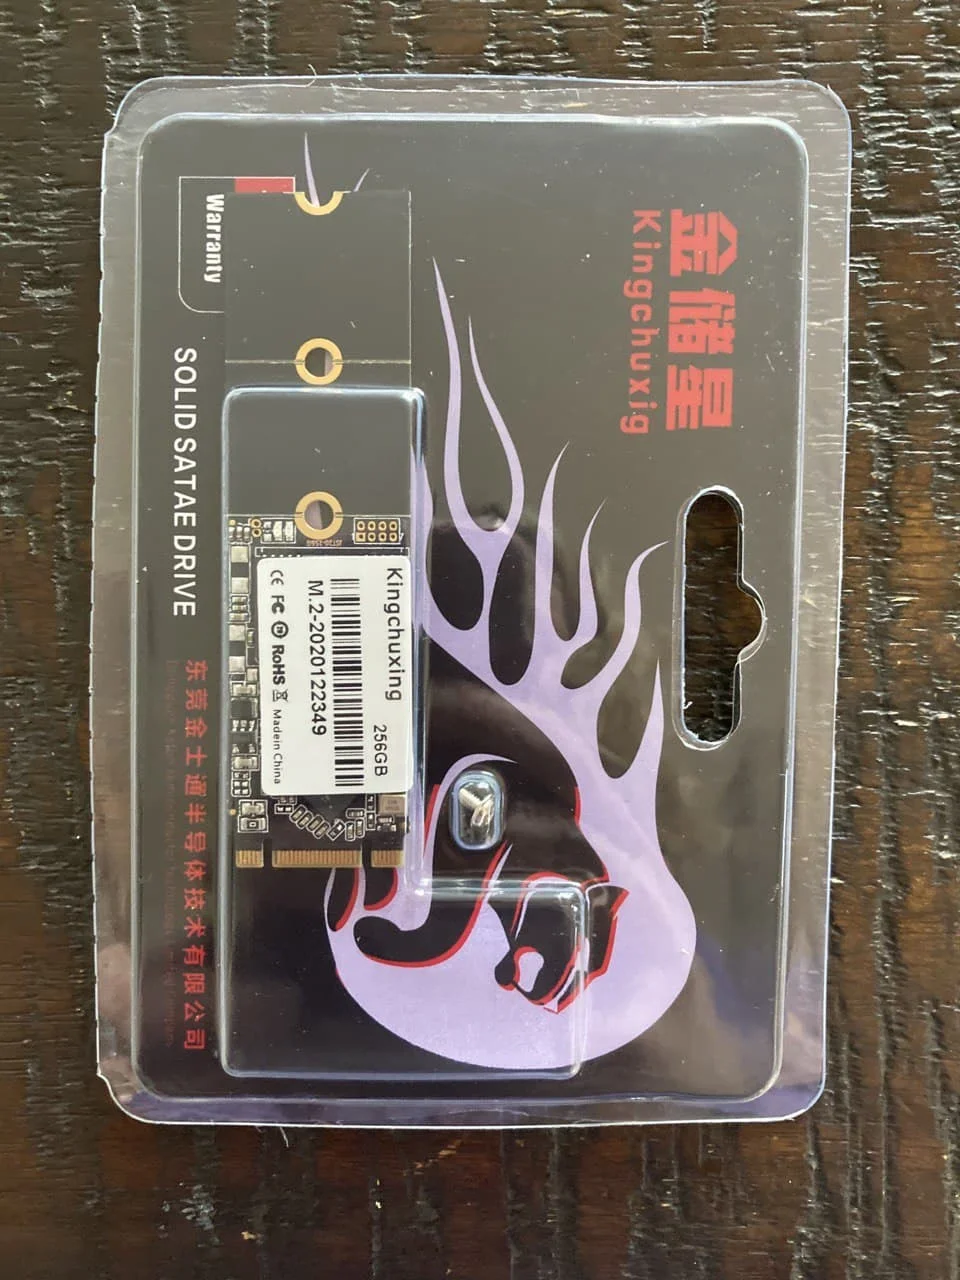 金储星
Kingchuxig
Warranty
SOLID SATAE DRIVE
东莞金士通半导体技术有限公司
Kingchuxing
256GB
M.2-2020122349
CE FC RoHS Madein China